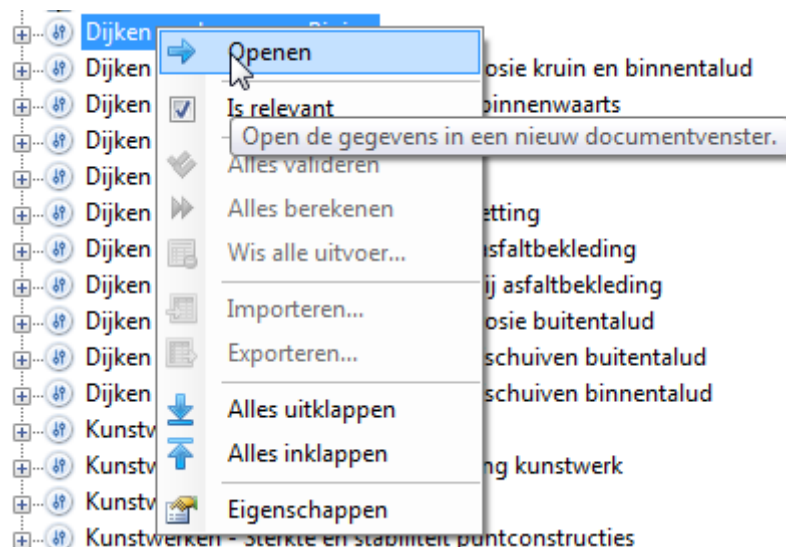 Dijken
Openen
Dijken osie kruin en binnentalud
Is relevant
Dijken binnenwaarts
Open de gegevens in een nieuw documentvenster.
Dijken
Alles valideren
Dijken
Dijken etting
Alles berekenen
Dijken sfaltbekleding
Wis alle uitvoer...
Dijken ij asfaltbekleding
Dijken osie buitentalud
Importeren...
Dijken schuiven buitentalud
Exporteren...
Dijken schuiven binnentalud
Alles uitklappen
Kunstw
Alles inklappen
Kunstw ng kunstwerk
Kunstw
Eigenschappen
Kunstwerken - Sterkte en stabiliteit puntconstructies